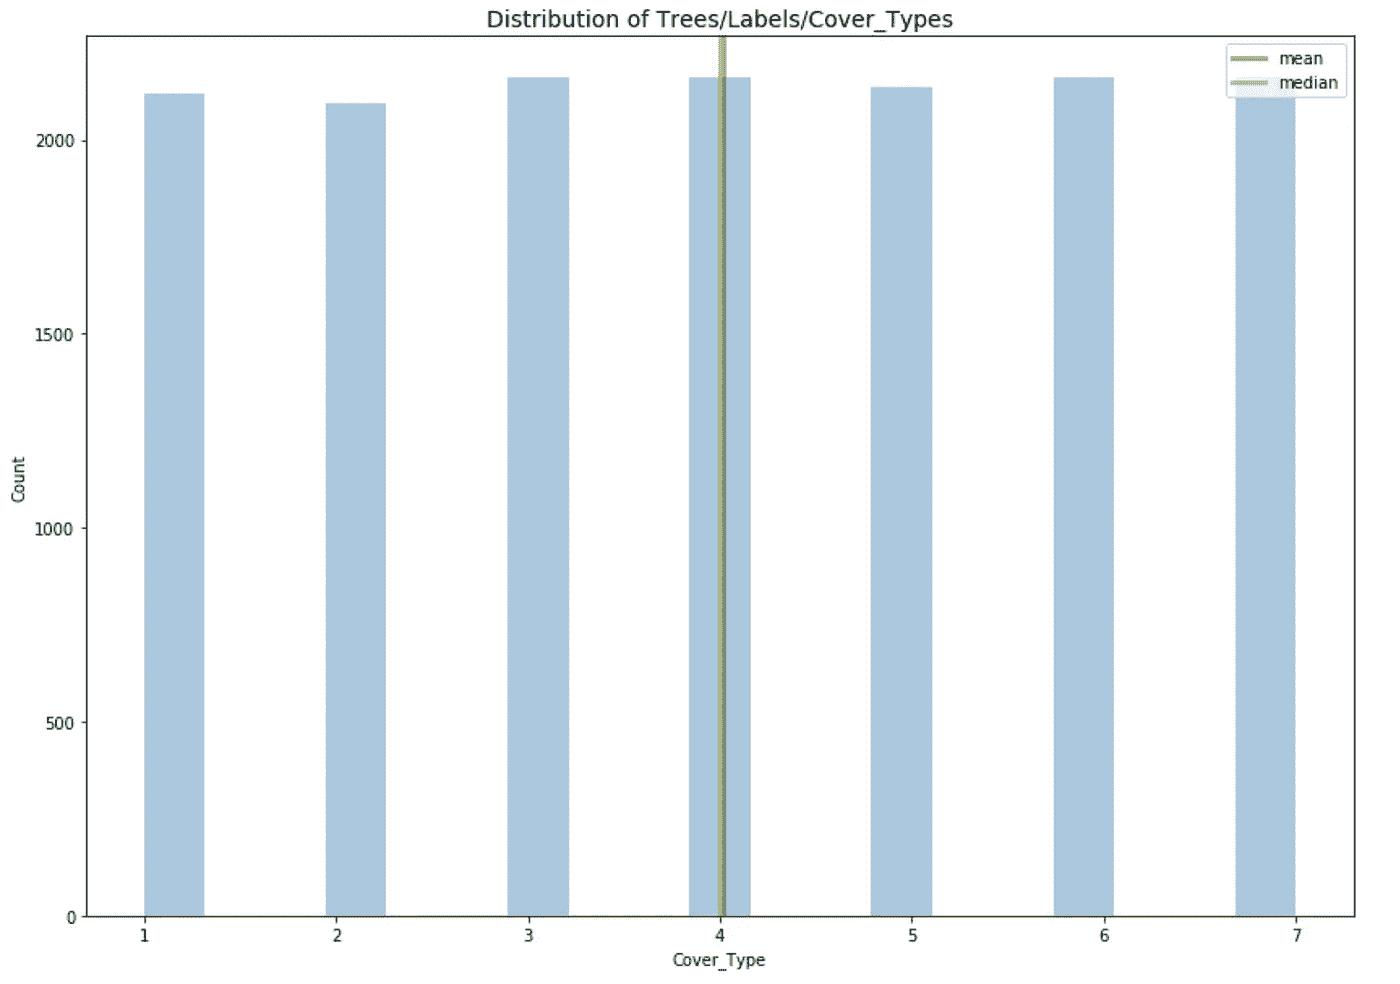 Distribution of Trees/Labels/Cover_Types
mean
median
2000
1500
1000
500
0
Count
1 2 3 4 5 6 7
Cover_Type